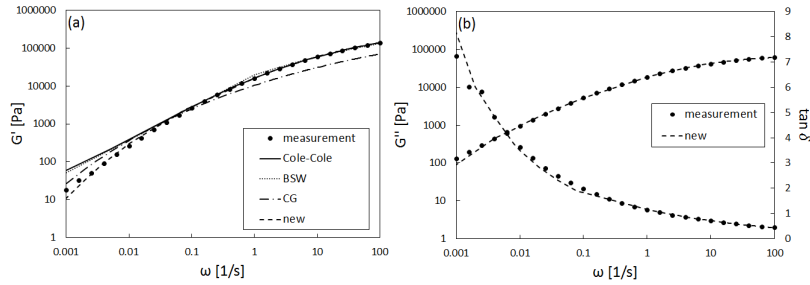 (a)
G' [Pa]
1000000
100000
10000
1000
100
10
1
0.001
0.01
0.1
1
10
100
ω [1/s]
measurement
Cole-Cole
BSW
CG
new
(b)
G'' [Pa]
1000000
100000
10000
1000
100
10
1
0.001
0.01
0.1
1
10
100
ω [1/s]
measurement
new
9
8
7
6
5
4
3
2
1
0
tan δ